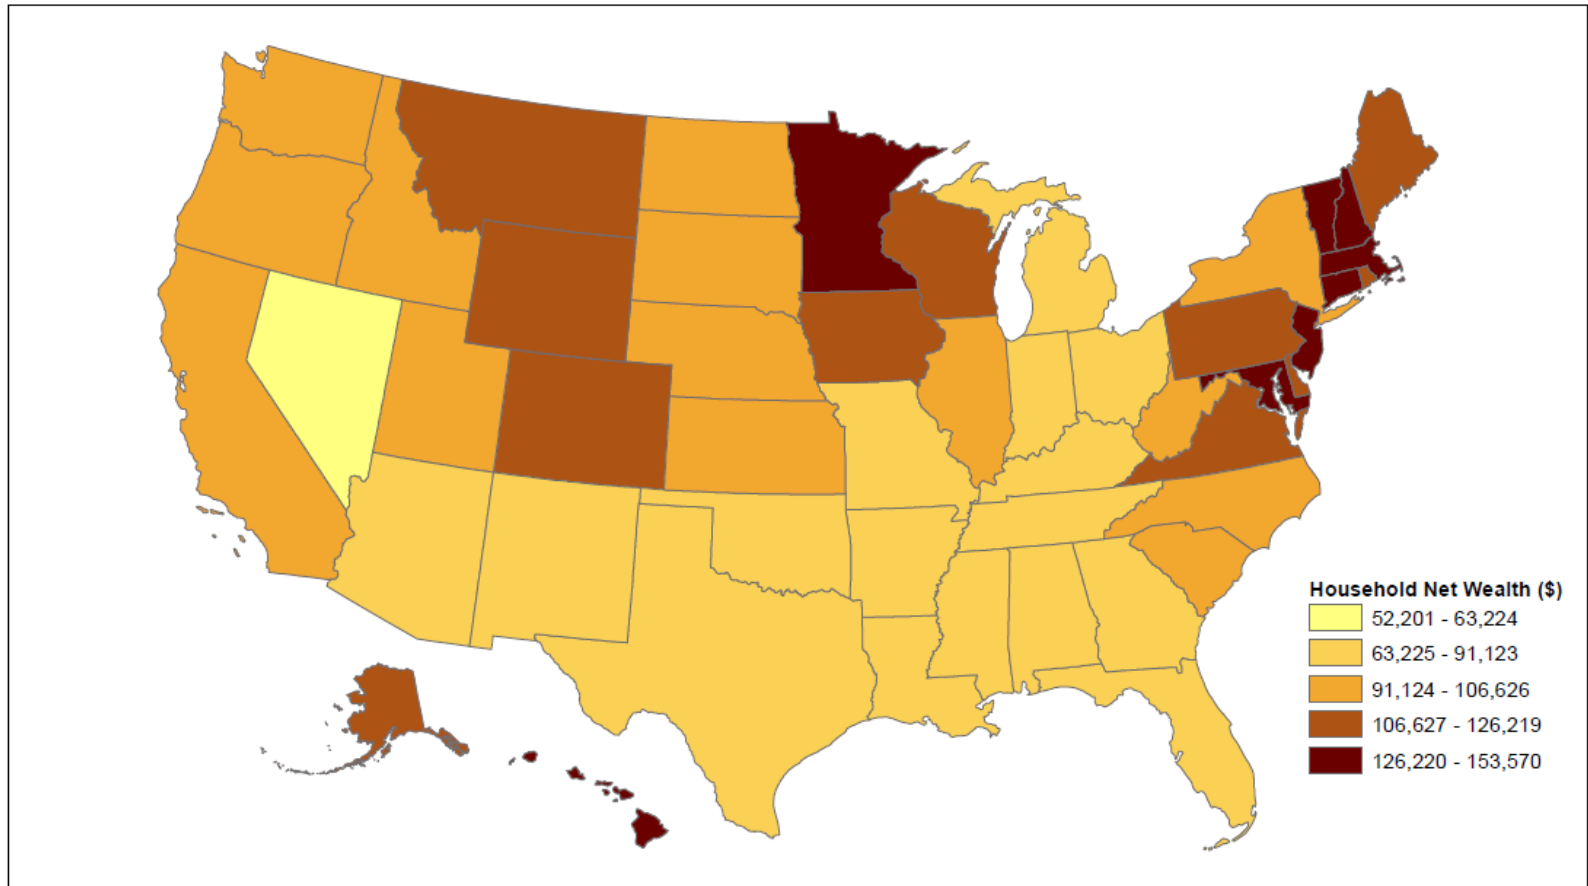 Household Net Wealth ($)
52,201 - 63,224
63,225 - 91,123
91,124 - 106,626
106,627 - 126,219
126,220 - 153,570